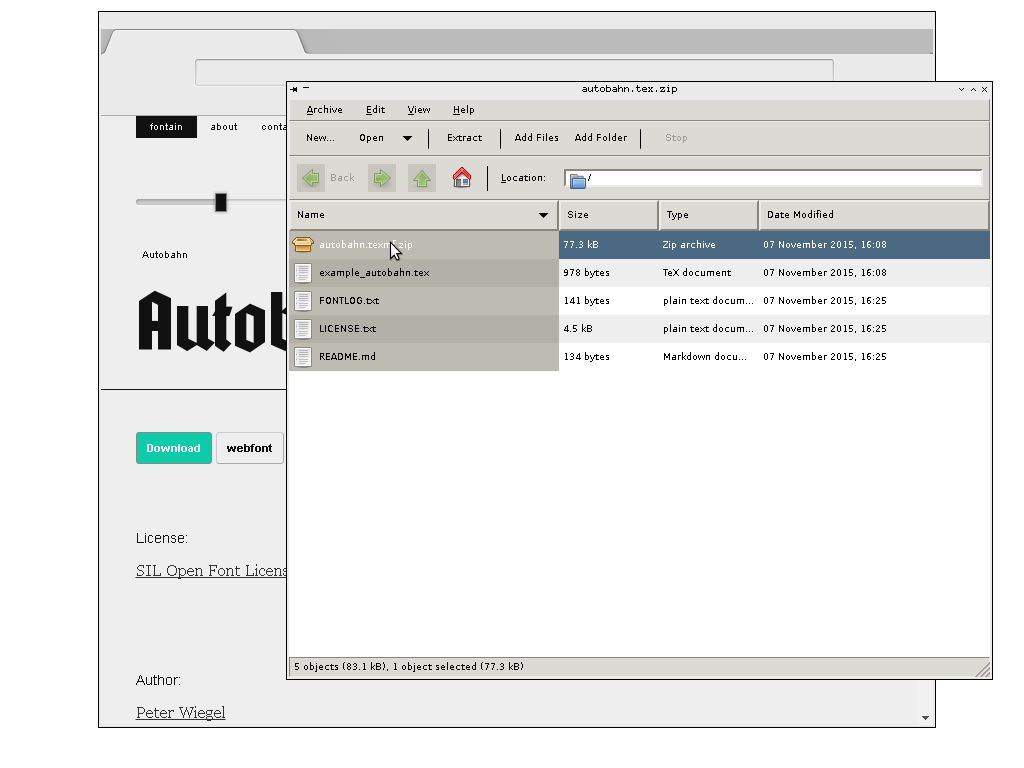 autobahn.tex.zip
Archive Edit View Help
New... Open Extract Add Files Add Folder Stop
Back Location: /
Name Size Type Date Modified
77.3 kB Zip archive 07 November 2015, 16:08
example_autobahn.tex 978 bytes TeX document 07 November 2015, 16:08
FONTLOG.txt 141 bytes plain text docum... 07 November 2015, 16:25
LICENSE.txt 4.5 kB plain text docum... 07 November 2015, 16:25
README.md 134 bytes Markdown docu... 07 November 2015, 16:25
5 objects (83.1 kB), 1 object selected (77.3 kB)
fontain about conta
Autobahn
Autob
Download webfont
License:
SIL Open Font Licens
Author:
Peter Wiegel